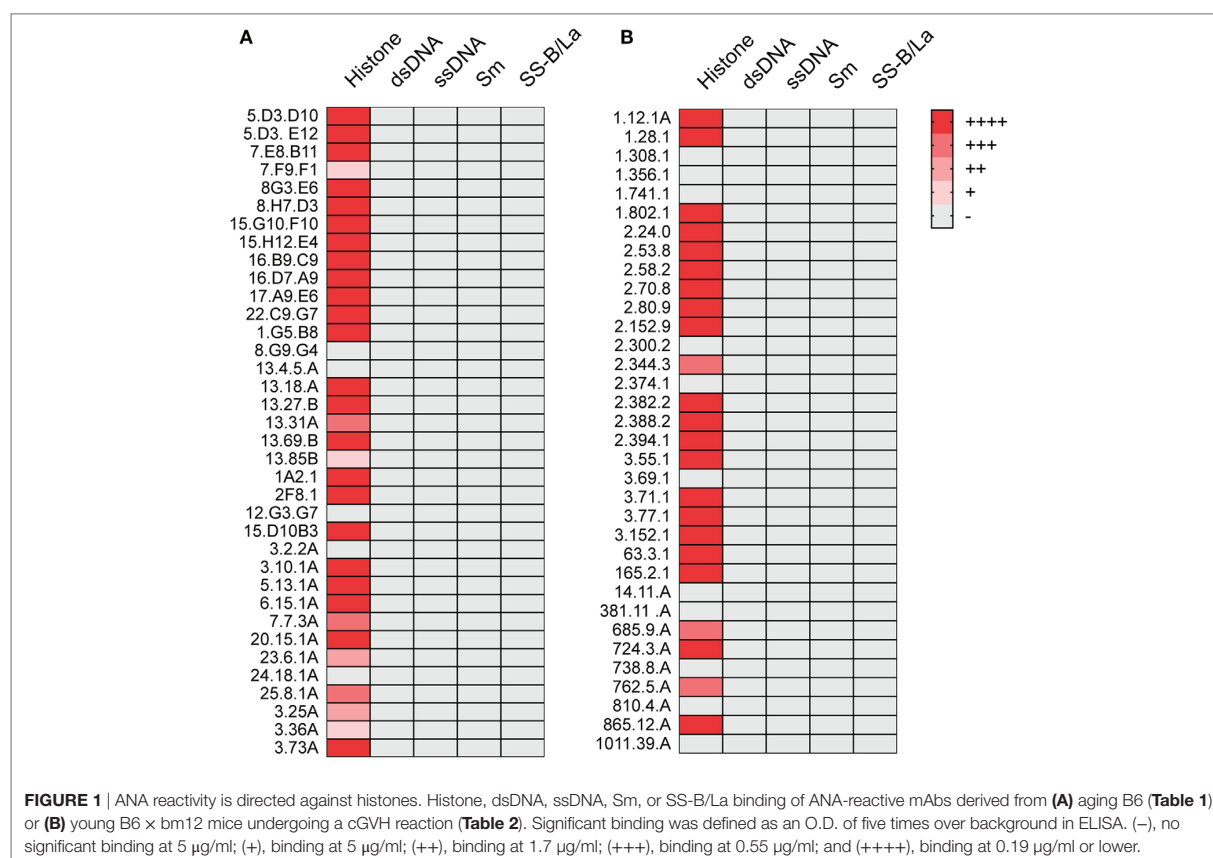 A
B
Histone dsDNA ssDNA Sm SS-B/La
Histone dsDNA ssDNA Sm SS-B/La
5.D3.D10
5.D3. E12
7.E8.B11
7.F9.F1
8G3.E6
8.H7.D3
15.G10.F10
15.H12.E4
16.B9.C9
16.D7.A9
17.A9.E6
22.C9.G7
1.G5.B8
8.G9.G4
13.4.5.A
13.18.A
13.27.B
13.31A
13.69.B
13.85B
1A2.1
2F8.1
12.G3.G7
15.D10B3
3.2.2A
3.10.1A
5.13.1A
6.15.1A
7.7.3A
20.15.1A
23.6.1A
24.18.1A
25.8.1A
3.25A
3.36A
3.73A
1.12.1A
1.28.1
1.308.1
1.356.1
1.741.1
1.802.1
2.24.0
2.53.8
2.58.2
2.70.8
2.80.9
2.152.9
2.300.2
2.344.3
2.374.1
2.382.2
2.388.2
2.394.1
3.55.1
3.69.1
3.71.1
3.77.1
3.152.1
63.3.1
165.2.1
14.11.A
381.11 .A
685.9.A
724.3.A
738.8.A
762.5.A
810.4.A
865.12.A
1011.39.A
++++
+++
++
+
-
FIGURE 1 | ANA reactivity is directed against histones. Histone, dsDNA, ssDNA, Sm, or SS-B/La binding of ANA-reactive mAbs derived from (A) aging B6 (Table 1)
or (B) young B6 × bm12 mice undergoing a cGVH reaction (Table 2). Significant binding was defined as an O.D. of five times over background in ELISA. (−), no
significant binding at 5 μg/ml; (+), binding at 5 μg/ml; (++), binding at 1.7 μg/ml; (+++), binding at 0.55 μg/ml; and (++++), binding at 0.19 μg/ml or lower.